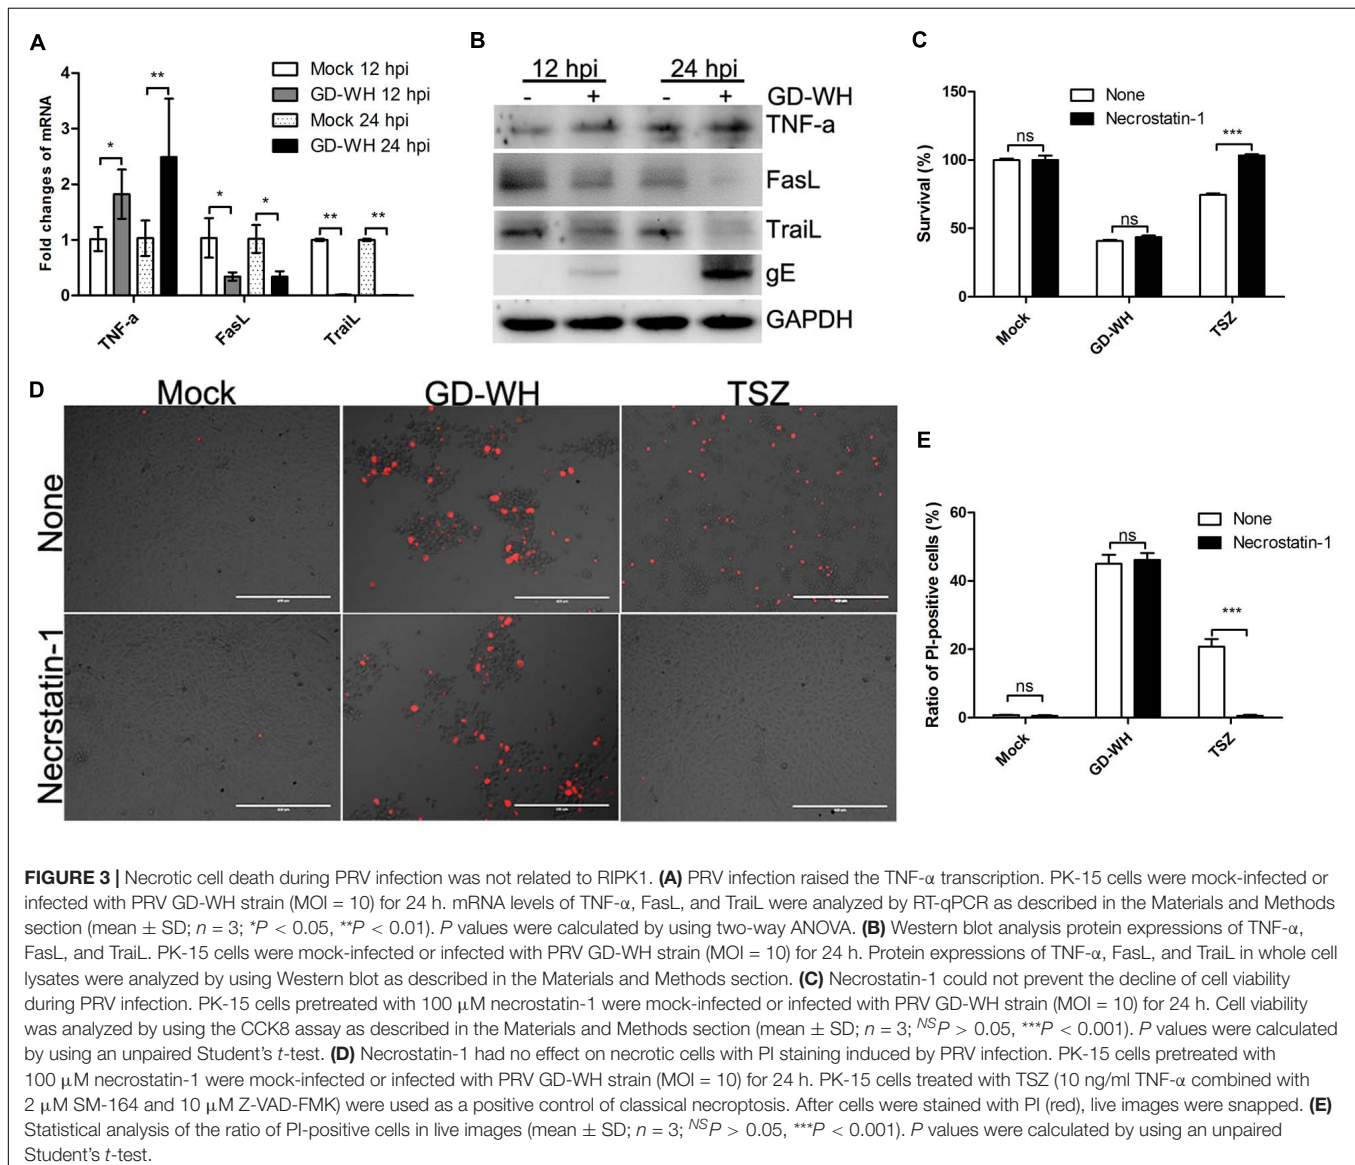 A
Fold changes of mRNA
4
3
2
1
0
* ** * * ** **
Mock 12 hpi
GD-WH 12 hpi
Mock 24 hpi
GD-WH 24 hpi
TNF-a FasL TraiL
B
12 hpi 24 hpi
- + - + GD-WH
TNF-a
FasL
TraiL
gE
GAPDH
C
Survival (%)
150
100
50
0
None
Necrostatin-1
ns ns ***
Mock GD-WH TSZ
D
Mock GD-WH TSZ
None
Necrstatin-1
E
Ratio of PI-positive cells (%)
60
40
20
0
None
Necrostatin-1
ns ns ***
Mock GD-WH TSZ
FIGURE 3 | Necrotic cell death during PRV infection was not related to RIPK1. (A) PRV infection raised the TNF-α transcription. PK-15 cells were mock-infected or
infected with PRV GD-WH strain (MOI = 10) for 24 h. mRNA levels of TNF-α, FasL, and TraiL were analyzed by RT-qPCR as described in the Materials and Methods
section (mean ± SD; n = 3; *P < 0.05, **P < 0.01). P values were calculated by using two-way ANOVA. (B) Western blot analysis protein expressions of TNF-α,
FasL, and TraiL. PK-15 cells were mock-infected or infected with PRV GD-WH strain (MOI = 10) for 24 h. Protein expressions of TNF-α, FasL, and TraiL in whole cell
lysates were analyzed by using Western blot as described in the Materials and Methods section. (C) Necrostatin-1 could not prevent the decline of cell viability
during PRV infection. PK-15 cells pretreated with 100 μM necrostatin-1 were mock-infected or infected with PRV GD-WH strain (MOI = 10) for 24 h. Cell viability
was analyzed by using the CCK8 assay as described in the Materials and Methods section (mean ± SD; n = 3; NSP > 0.05, ***P < 0.001). P values were calculated
by using an unpaired Student's t-test. (D) Necrostatin-1 had no effect on necrotic cells with PI staining induced by PRV infection. PK-15 cells pretreated with
100 μM necrostatin-1 were mock-infected or infected with PRV GD-WH strain (MOI = 10) for 24 h. PK-15 cells treated with TSZ (10 ng/ml TNF-α combined with
2 μM SM-164 and 10 μM Z-VAD-FMK) were used as a positive control of classical necroptosis. After cells were stained with PI (red), live images were snapped. (E)
Statistical analysis of the ratio of PI-positive cells in live images (mean ± SD; n = 3; NSP > 0.05, ***P < 0.001). P values were calculated by using an unpaired
Student's t-test.